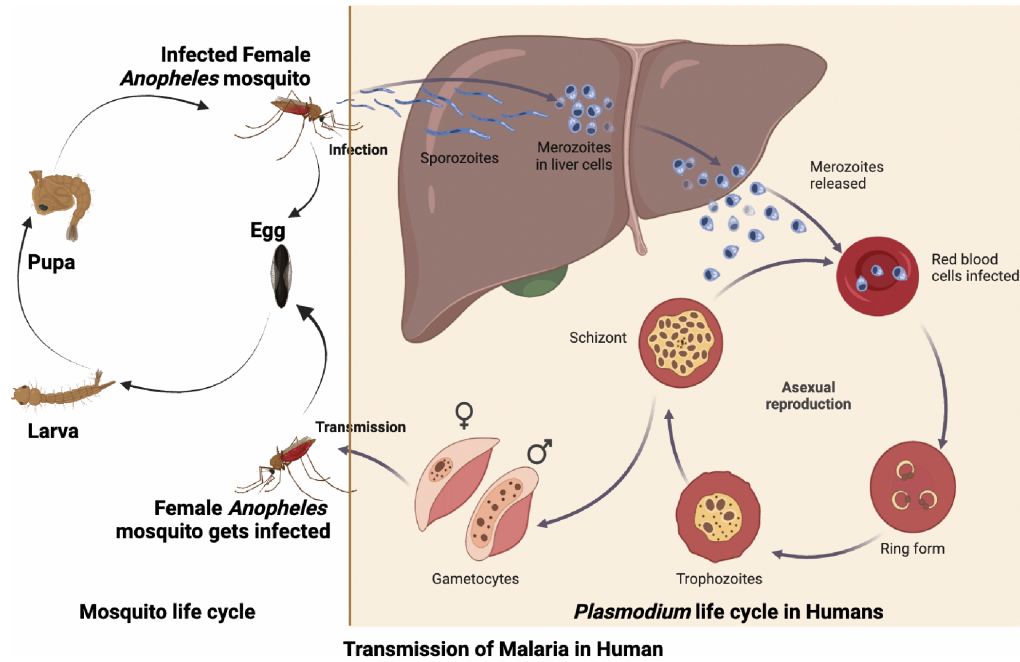 Infected Female
Anopheles mosquito
Infection
Sporozoites
Merozoites
in liver cells
Merozoites
released
Egg
Pupa
Red blood
cells infected
Schizont
Asexual
reproduction
Larva
Transmission
♀
♂
Female Anopheles
mosquito gets infected
Gametocytes
Trophozoites
Ring form
Mosquito life cycle
Plasmodium life cycle in Humans
Transmission of Malaria in Human